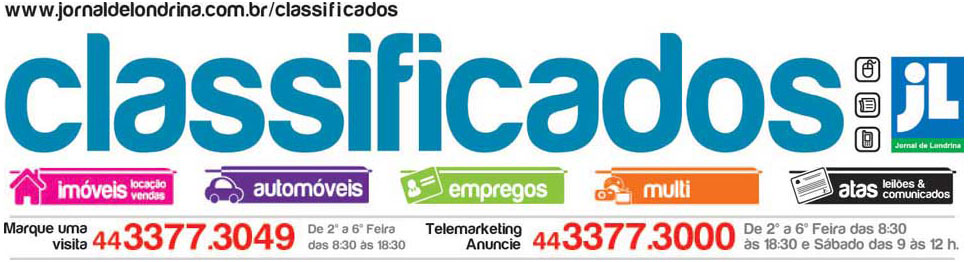 www.jornaldelondrina.com.br/classificados
classificados
jL
Jornal de Londrina
imóveis locação
vendas
automóveis
empregos
multi
atas leilões &
comunicados
Marque uma
visita 44 3377.3049
De 2ª a 6ª Feira
das 8:30 às 18:30
Telemarketing
Anuncie 44 3377.3000
De 2ª a 6ª Feira das 8:30
às 18:30 e Sábado das 9 às 12 h.